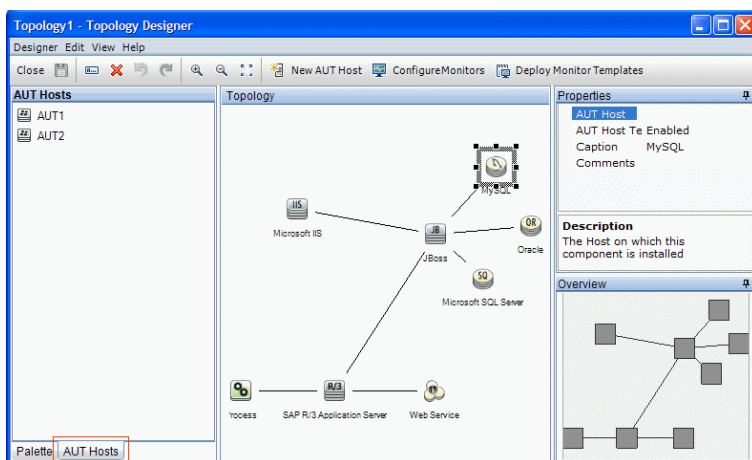 Topology1 - Topology Designer
Designer Edit View Help
Close New AUT Host ConfigureMonitors Deploy Monitor Templates
AUT Hosts
AUT1
AUT2
Palette AUT Hosts
Topology
MySQL
IIS
Microsoft IIS
JB
JBoss
OR
Oracle
SQ
Microsoft SQL Server
rocess
R/3
SAP R/3 Application Server
Web Service
Properties
AUT Host
AUT Host Te Enabled
Caption MySQL
Comments
Description
The Host on which this
component is installed
Overview